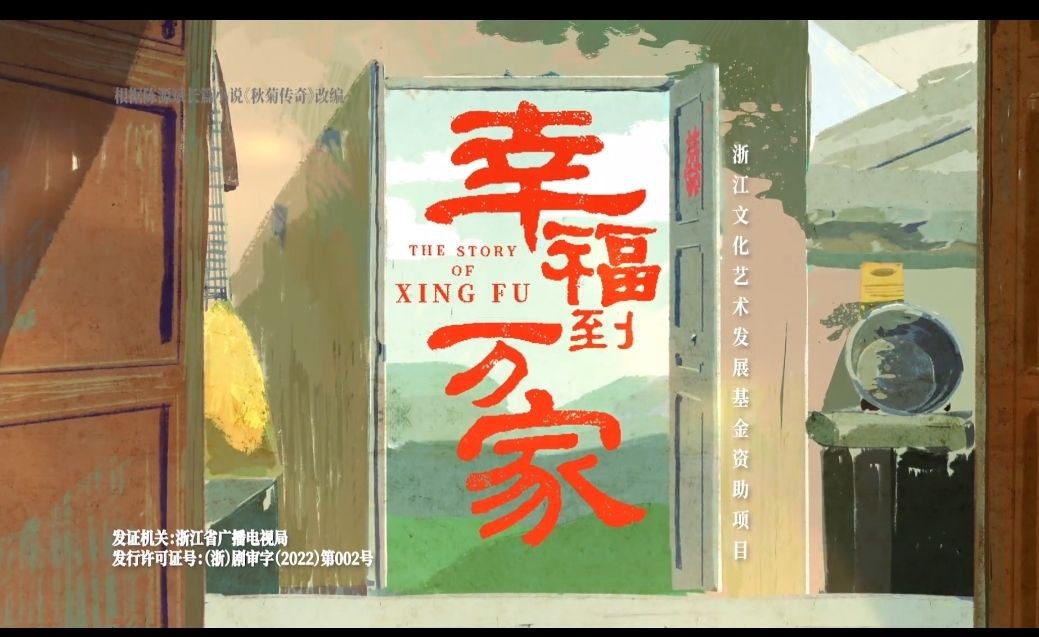 根据陈源斌长篇小说《秋菊传奇》改编
幸福到万家
THE STORY
OF
XING FU
浙江文化艺术发展基金资助项目
发证机关:浙江省广播电视局
发行许可证号:(浙)剧审字(2022)第002号